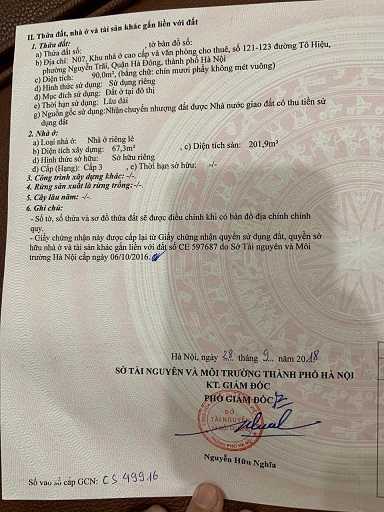 II. Thửa đất, nhà ở và tài sản khác gắn liền với đất
1. Thửa đất:
a) Thửa đất số: , tờ bản đồ số:
b) Địa chỉ: N07, Khu nhà ở cao cấp và văn phòng cho thuê, số 121-123 đường Tô Hiệu,
phường Nguyễn Trãi, Quận Hà Đông, thành phố Hà Nội
c) Diện tích: 90,0m², (bằng chữ: chín mươi phẩy không mét vuông)
d) Hình thức sử dụng: Sử dụng riêng
đ) Mục đích sử dụng: Đất ở tại đô thị
e) Thời hạn sử dụng: Lâu dài
g) Nguồn gốc sử dụng: Nhận chuyển nhượng đất được Nhà nước giao đất có thu tiền sử
dụng đất
2. Nhà ở:
a) Loại nhà ở: Nhà ở riêng lẻ
b) Diện tích xây dựng: 67,3m² , c) Diện tích sàn: 201,9m²
d) Hình thức sở hữu: Sở hữu riêng
đ) Cấp (Hạng): Cấp 3 , e) Thời hạn sở hữu: -/-
3. Công trình xây dựng khác: -/-
4. Rừng sản xuất là rừng trồng: -/-
5. Cây lâu năm: -/-
6. Ghi chú:
- Số tờ, số thửa và sơ đồ thửa đất sẽ được điều chỉnh khi có bản đồ địa chính chính
quy.
- Giấy chứng nhận này được cấp lại từ Giấy chứng nhận quyền sử dụng đất, quyền sở
hữu nhà ở và tài sản khác gắn liền với đất số CE 597687 do Sở Tài nguyên và Môi
trường Hà Nội cấp ngày 06/10/2016.
Hà Nội, ngày 28 tháng 9 năm 2018
SỞ TÀI NGUYÊN VÀ MÔI TRƯỜNG THÀNH PHỐ HÀ NỘI
KT. GIÁM ĐỐC
PHÓ GIÁM ĐỐC
SỞ
TÀI NGUYÊN
Nguyễn Hữu Nghĩa
Số vào sổ cấp GCN: CS 49916